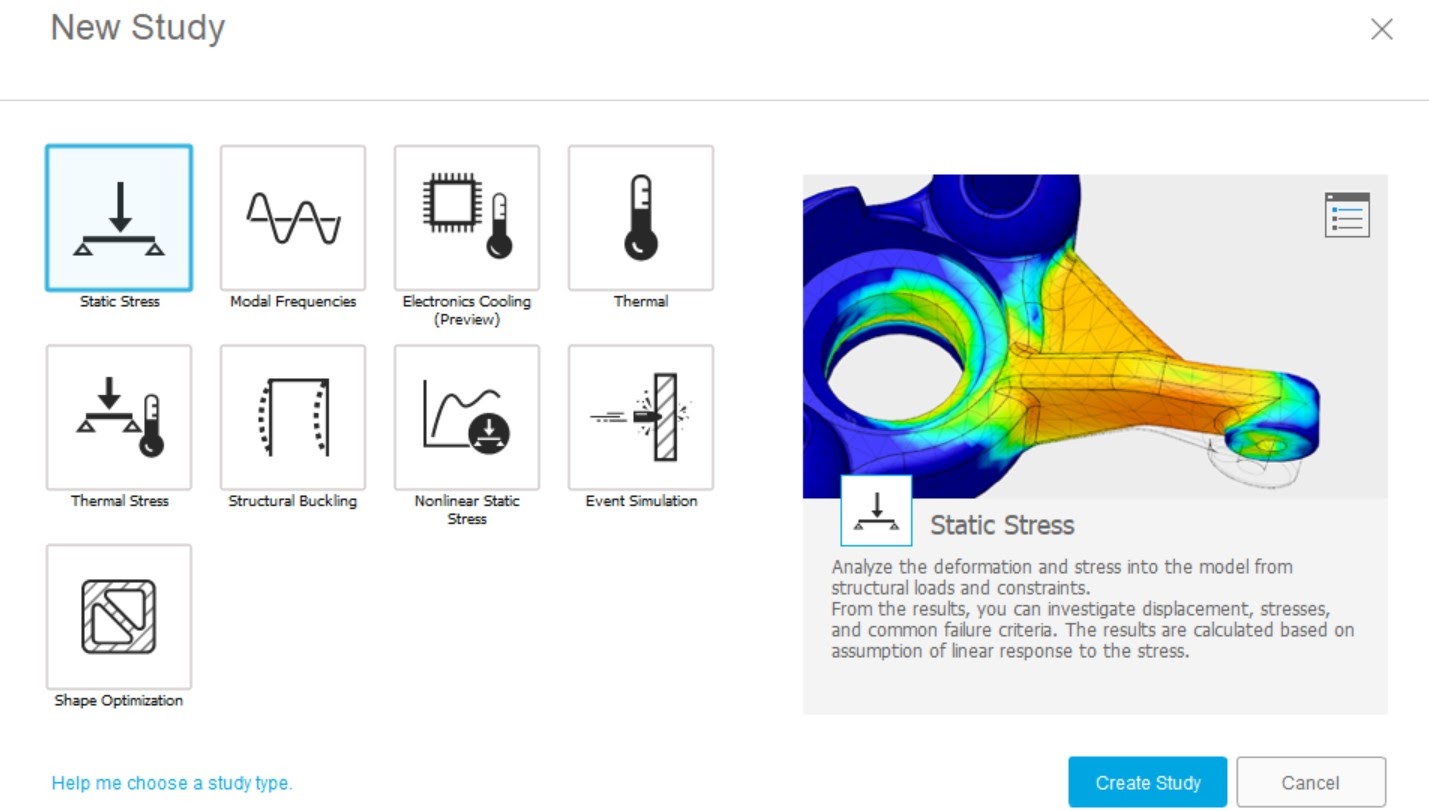 New Study
Static Stress
Modal Frequencies
Electronics Cooling
(Preview)
Thermal
Thermal Stress
Structural Buckling
Nonlinear Static
Stress
Event Simulation
Shape Optimization
Static Stress
Analyze the deformation and stress into the model from
structural loads and constraints.
From the results, you can investigate displacement, stresses,
and common failure criteria. The results are calculated based on
assumption of linear response to the stress.
Help me choose a study type.
Create Study
Cancel